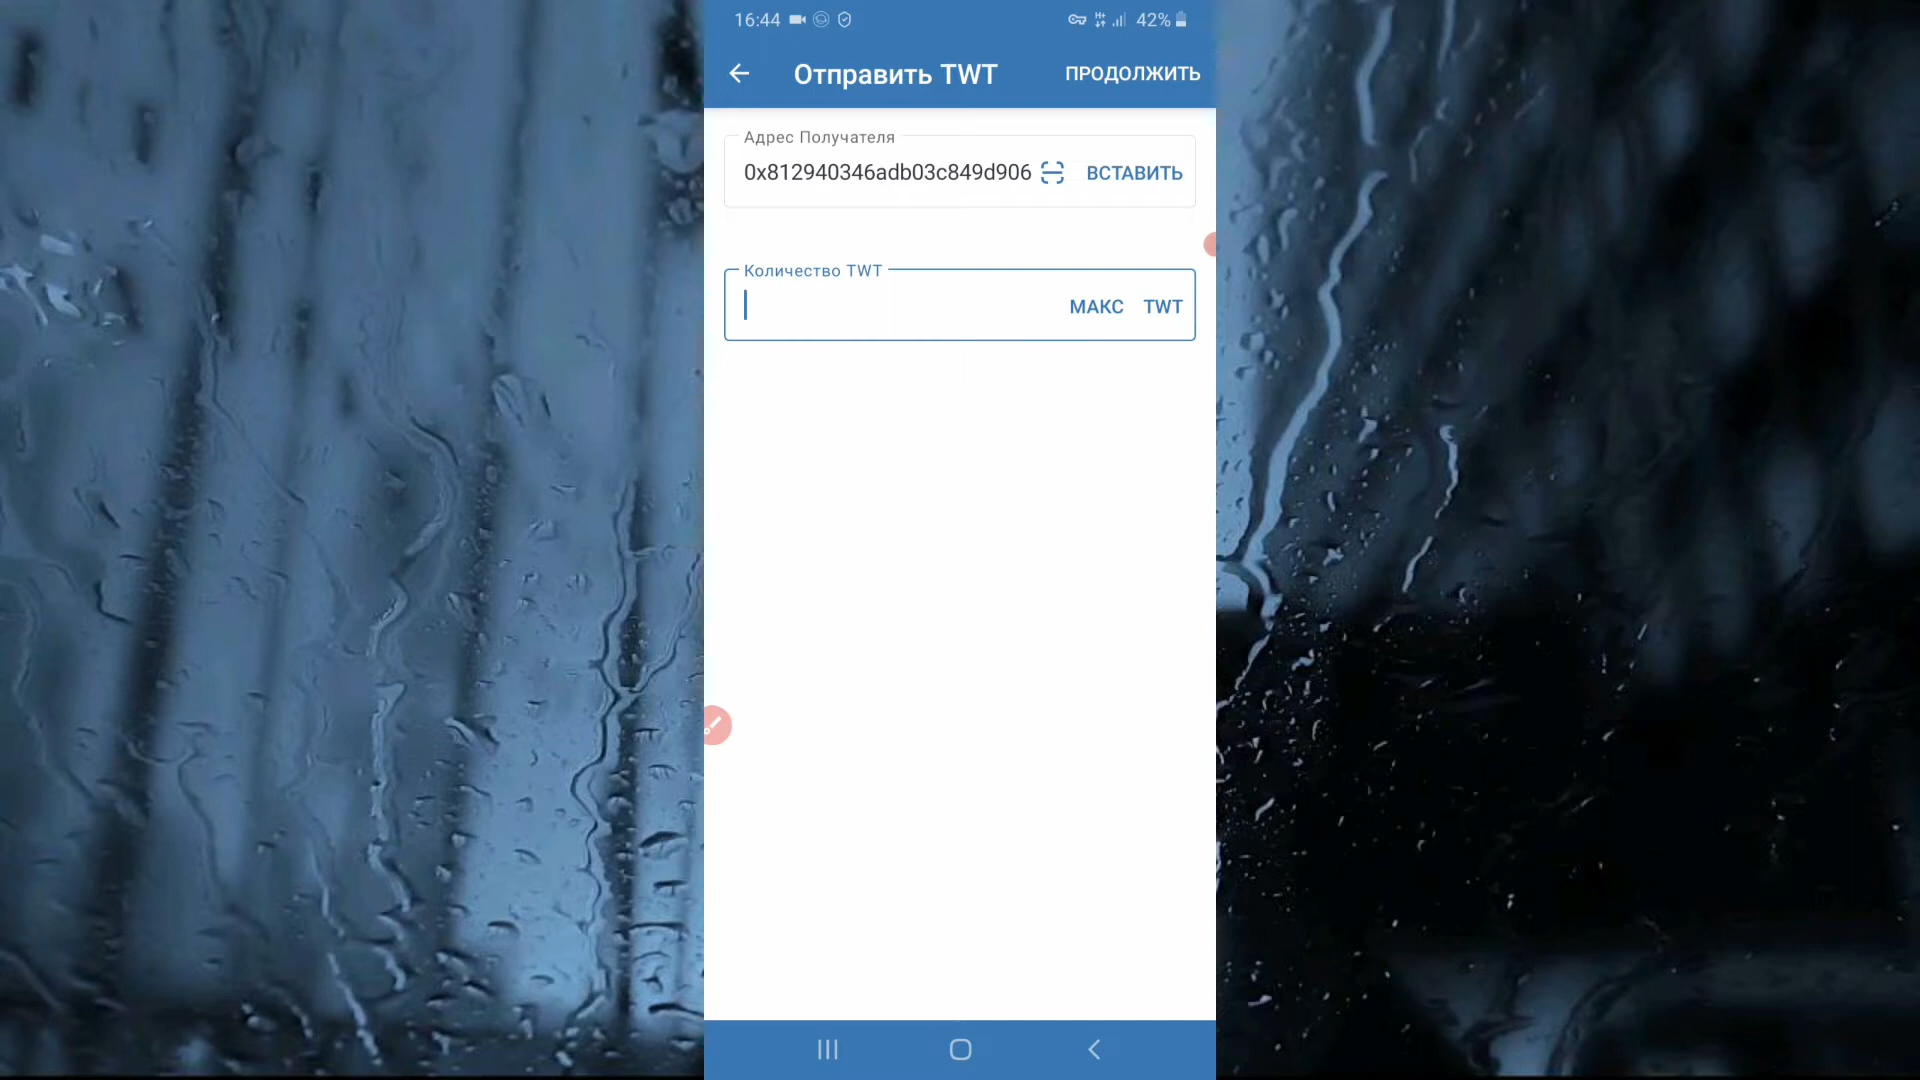 16:44
42%
Отправить TWT
ПРОДОЛЖИТЬ
Адрес Получателя
0x812940346adb03c849d906
ВСТАВИТЬ
Количество TWT
МАКС TWT